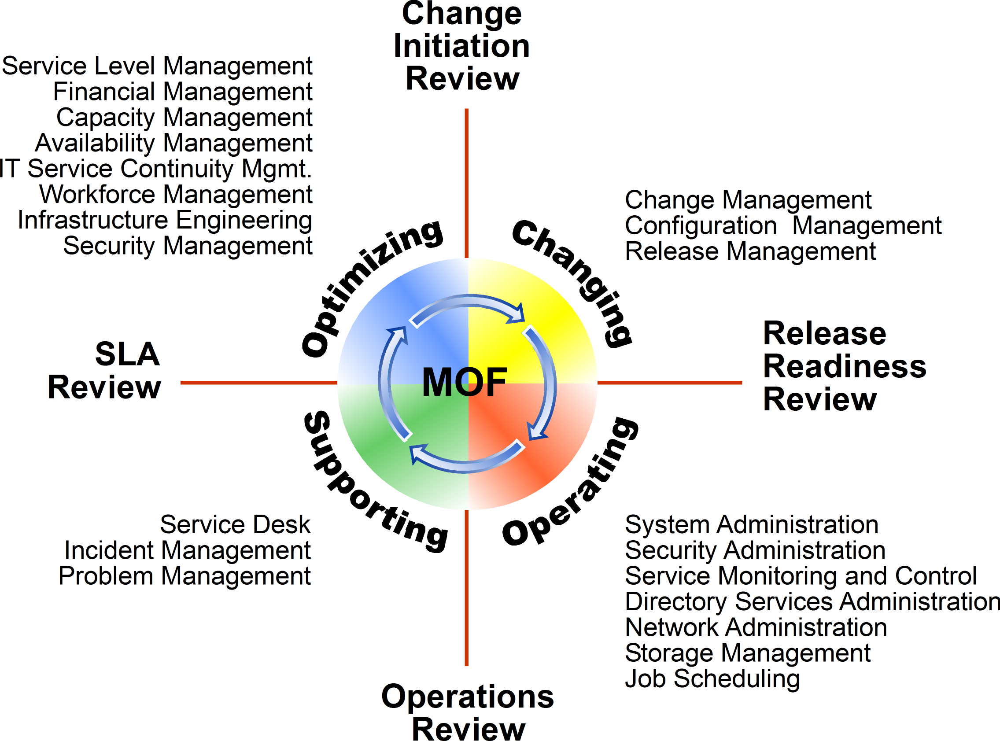 Change
Initiation
Review
Service Level Management
Financial Management
Capacity Management
Availability Management
IT Service Continuity Mgmt.
Workforce Management
Infrastructure Engineering
Security Management
Change Management
Configuration  Management
Release Management
Optimizing
Changing
SLA
Review
MOF
Release
Readiness
Review
Supporting
Operating
Service Desk
Incident Management
Problem Management
System Administration
Security Administration
Service Monitoring and Control
Directory Services Administration
Network Administration
Storage Management
Job Scheduling
Operations
Review